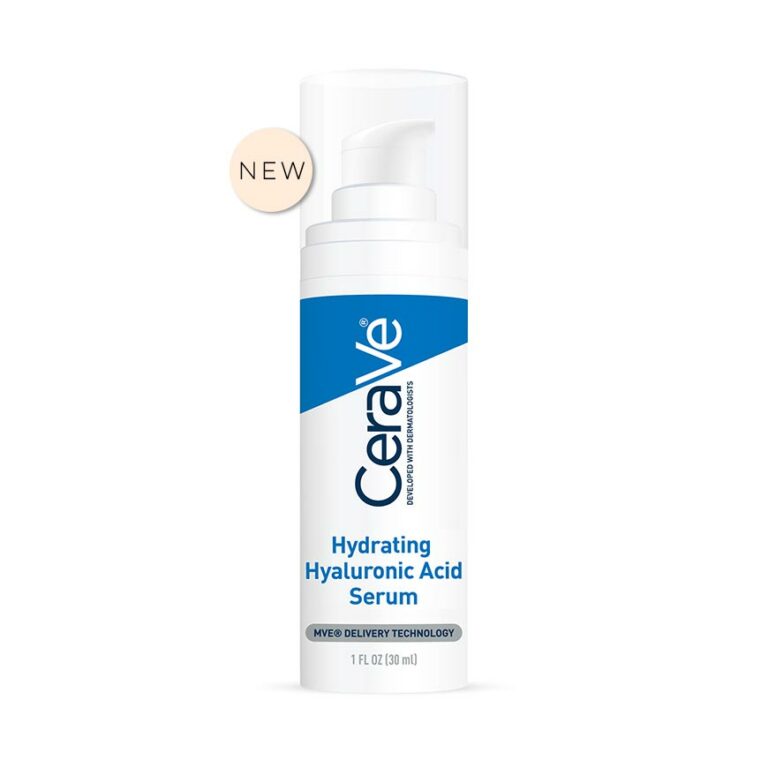 NEW
CeraVe®
DEVELOPED WITH DERMATOLOGISTS
Hydrating
Hyaluronic Acid
Serum
MVE® DELIVERY TECHNOLOGY
1 FL OZ (30 ml)